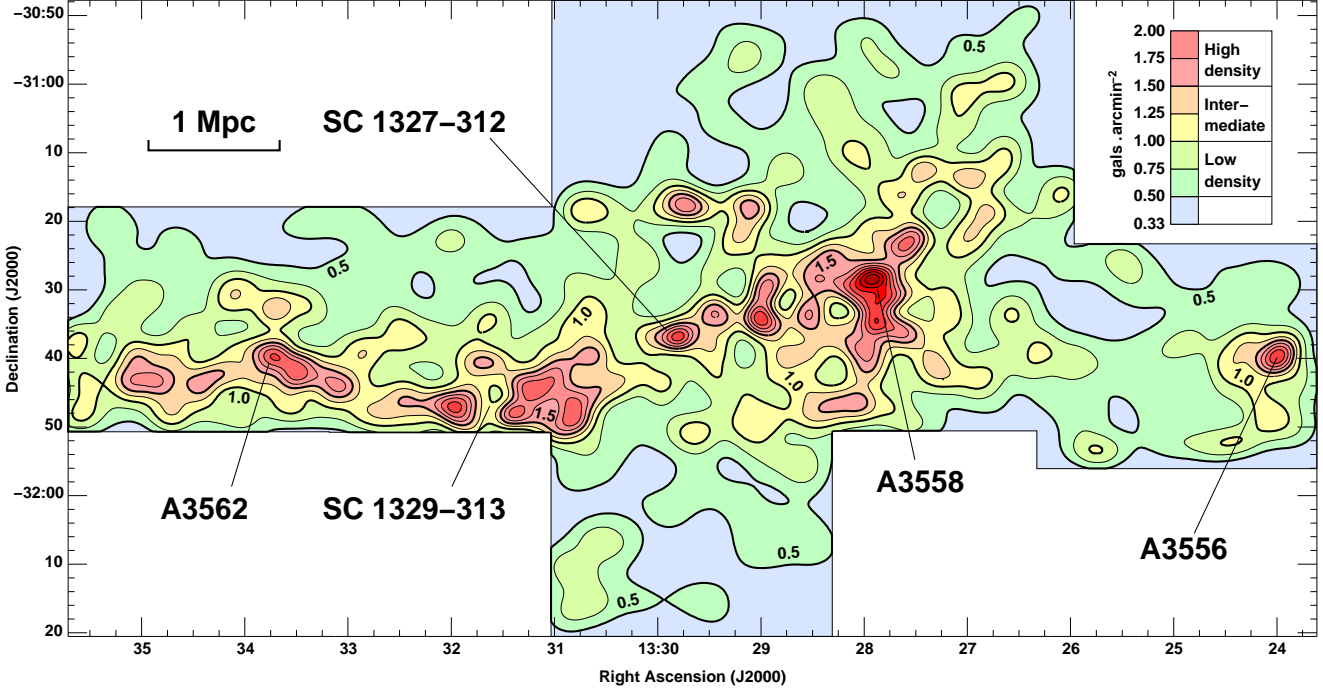 −30:50
−31:00
10
20
30
40
50
−32:00
10
20
Declination (J2000)
35
34
33
32
31
13:30
29
28
27
26
25
24
Right Ascension (J2000)
1 Mpc
SC 1327−312
A3562
SC 1329−313
A3558
A3556
0.5
0.5
0.5
0.5
0.5
1.0
1.0
1.0
1.0
1.5
1.5
gals .arcmin−2
2.00
1.75
1.50
1.25
1.00
0.75
0.50
0.33
High
density
Inter−
mediate
Low
density